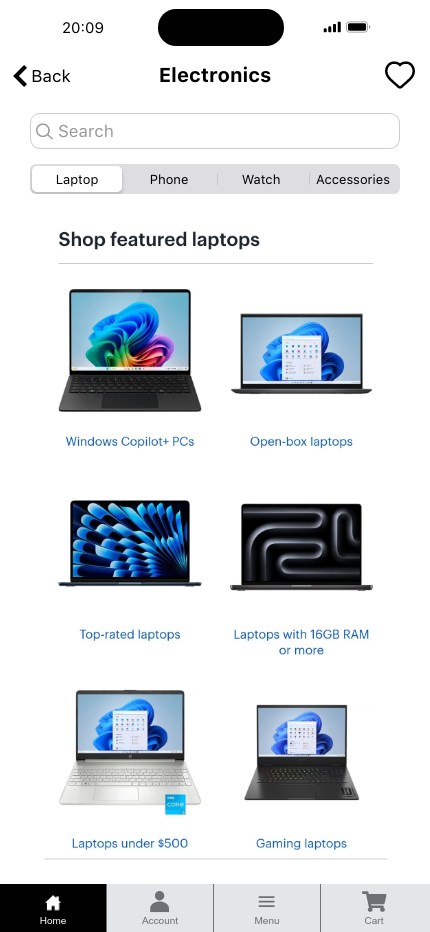 20:09
Back
Electronics
Search
Laptop
Phone
Watch
Accessories
Shop featured laptops
Windows Copilot+ PCs
Open-box laptops
Top-rated laptops
Laptops with 16GB RAM
or more
CORE
Laptops under $500
Gaming laptops
Home
Account
Menu
Cart